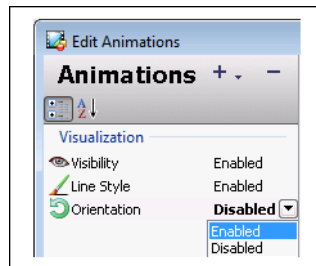 Edit Animations
Animations + -
A Z
Visualization
Visibility Enabled
Line Style Enabled
Orientation Disabled
Enabled
Disabled